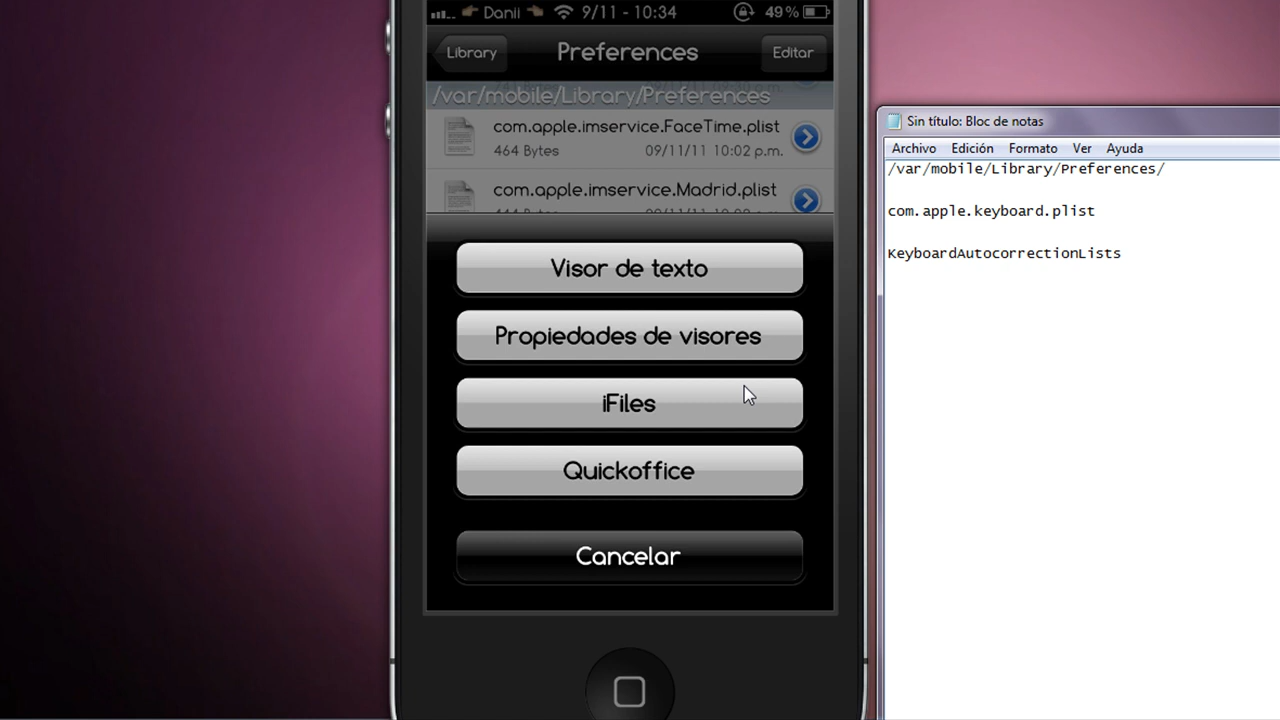 Danii
9/11 - 10:34
49%
Library
Preferences
Editar
/var/mobile/Library/Preferences
com.apple.imservice.FaceTime.plist
464 Bytes
09/11/11 10:02 p.m.
com.apple.imservice.Madrid.plist
Visor de texto
Propiedades de visores
iFiles
Quickoffice
Cancelar
Sin título: Bloc de notas
Archivo Edición Formato Ver Ayuda
/var/mobile/Library/Preferences/
com.apple.keyboard.plist
KeyboardAutocorrectionLists